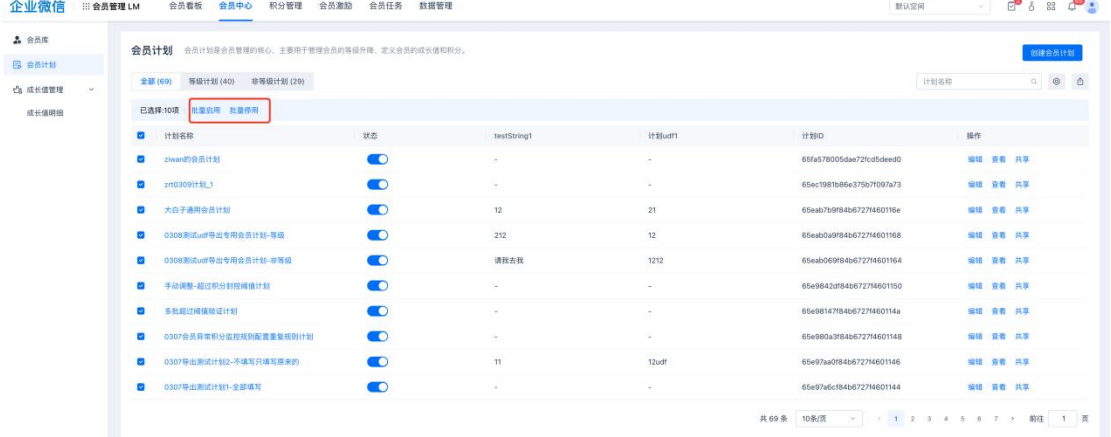 企业微信 会员管理 LM 会员看板 会员中心 积分管理 会员激励 会员任务 数据管理 默认空间
会员库
会员计划
成长值管理
成长值明细
会员计划 会员计划是会员管理的核心、主要用于管理会员的等级升降、定义会员的成长值和积分。 创建会员计划
全部 (69) 等级计划 (40) 非等级计划 (29) 计划名称
已选择:10项 批量启用 批量停用
计划名称 状态 testString1 计划udf1 计划ID 操作
ziwan的会员计划 - - 65fa578005dae72fcd5deed0 编辑 查看 共享
zrt0309计划_1 - - 65ec1981b86e375b7f097a73 编辑 查看 共享
大白子通用会员计划 12 21 65eab7b9f84b6727f460116e 编辑 查看 共享
0308测试udf导出专用会员计划-等级 212 12 65eab0a9f84b6727f4601168 编辑 查看 共享
0308测试udf导出专用会员计划-非等级 请我去我 1212 65eab069f84b6727f4601164 编辑 查看 共享
手动调整-超过积分封控阈值计划 - - 65e9842df84b6727f4601150 编辑 查看 共享
多批超过阈值验证计划 - - 65e98147f84b6727f460114a 编辑 查看 共享
0307会员异常积分监控规则配置重复规则计划 - - 65e980a3f84b6727f4601148 编辑 查看 共享
0307导出测试计划2-不填写只填写原来的 11 12udf 65e97aa0f84b6727f4601146 编辑 查看 共享
0307导出测试计划1-全部填写 - - 65e97a6cf84b6727f4601144 编辑 查看 共享
共 69 条 10条/页 1 2 3 4 5 6 7 前往 1 页